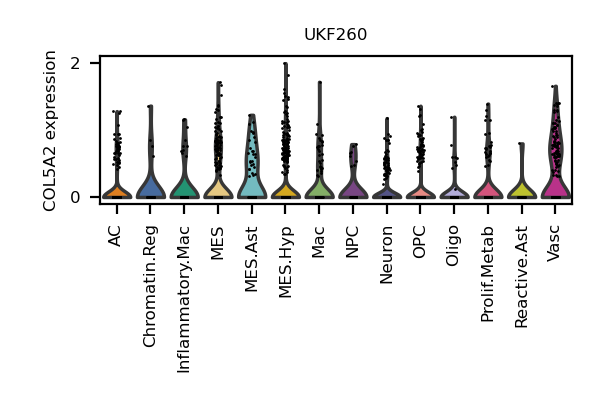 UKF260
COL5A2 expression
2
0
AC
Chromatin.Reg
Inflammatory.Mac
MES
MES.Ast
MES.Hyp
Mac
NPC
Neuron
OPC
Oligo
Prolif.Metab
Reactive.Ast
Vasc